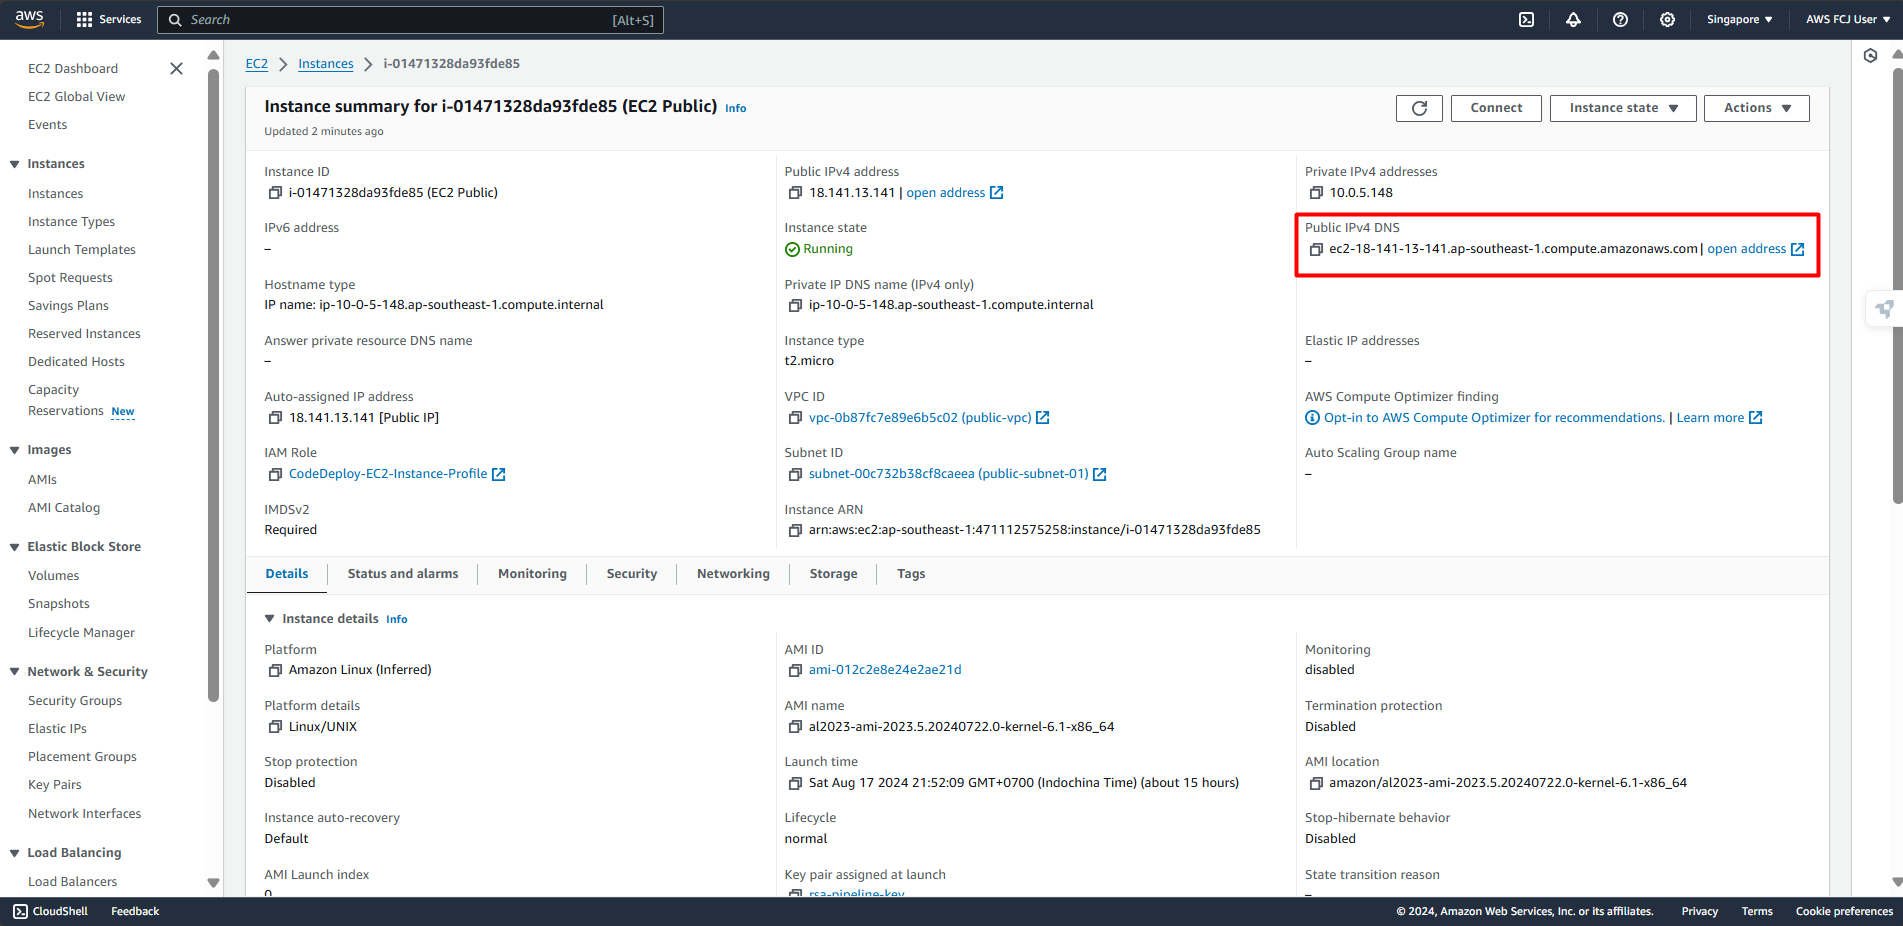 aws
Services
Search
[Alt+S]
Singapore
AWS FCJ User
EC2 Dashboard
EC2 Global View
Events
Instances
Instances
Instance Types
Launch Templates
Spot Requests
Savings Plans
Reserved Instances
Dedicated Hosts
Capacity
Reservations New
Images
AMIs
AMI Catalog
Elastic Block Store
Volumes
Snapshots
Lifecycle Manager
Network & Security
Security Groups
Elastic IPs
Placement Groups
Key Pairs
Network Interfaces
Load Balancing
Load Balancers
EC2 > Instances > i-01471328da93fde85
Instance summary for i-01471328da93fde85 (EC2 Public) Info
Updated 2 minutes ago
Connect
Instance state
Actions
Instance ID
i-01471328da93fde85 (EC2 Public)
Public IPv4 address
18.141.13.141 | open address
Private IPv4 addresses
10.0.5.148
IPv6 address
–
Instance state
Running
Public IPv4 DNS
ec2-18-141-13-141.ap-southeast-1.compute.amazonaws.com | open address
Hostname type
IP name: ip-10-0-5-148.ap-southeast-1.compute.internal
Private IP DNS name (IPv4 only)
ip-10-0-5-148.ap-southeast-1.compute.internal
Answer private resource DNS name
–
Instance type
t2.micro
Elastic IP addresses
–
Auto-assigned IP address
18.141.13.141 [Public IP]
VPC ID
vpc-0b87fc7e89e6b5c02 (public-vpc)
AWS Compute Optimizer finding
Opt-in to AWS Compute Optimizer for recommendations. | Learn more
IAM Role
CodeDeploy-EC2-Instance-Profile
Subnet ID
subnet-00c732b38cf8caeea (public-subnet-01)
Auto Scaling Group name
–
IMDSv2
Required
Instance ARN
arn:aws:ec2:ap-southeast-1:471112575258:instance/i-01471328da93fde85
Details
Status and alarms
Monitoring
Security
Networking
Storage
Tags
Instance details Info
Platform
Amazon Linux (Inferred)
AMI ID
ami-012c2e8e24e2ae21d
Monitoring
disabled
Platform details
Linux/UNIX
AMI name
al2023-ami-2023.5.20240722.0-kernel-6.1-x86_64
Termination protection
Disabled
Stop protection
Disabled
Launch time
Sat Aug 17 2024 21:52:09 GMT+0700 (Indochina Time) (about 15 hours)
AMI location
amazon/al2023-ami-2023.5.20240722.0-kernel-6.1-x86_64
Instance auto-recovery
Default
Lifecycle
normal
Stop-hibernate behavior
Disabled
AMI Launch index
0
Key pair assigned at launch
rsa-pipeline-key
State transition reason
–
CloudShell
Feedback
© 2024, Amazon Web Services, Inc. or its affiliates.
Privacy
Terms
Cookie preferences